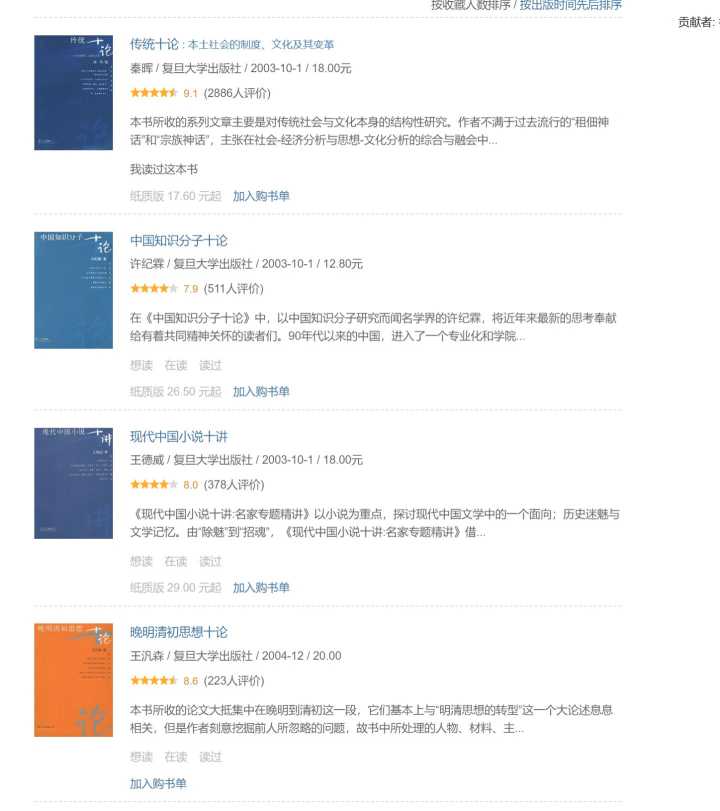 按收藏人数排序 / 按出版时间先后排序
贡献者:
传统十论
传统十论 : 本土社会的制度、文化及其变革
秦晖 / 复旦大学出版社 / 2003-10-1 / 18.00元
9.1 (2886人评价)
本书所收的系列文章主要是对传统社会与文化本身的结构性研究。作者不满于过去流行的“租佃神
话”和“宗族神话”，主张在社会-经济分析与思想-文化分析的综合与融会中...
我读过这本书
纸质版 17.60 元起 加入购书单
中国知识分子十论
中国知识分子十论
许纪霖 / 复旦大学出版社 / 2003-10-1 / 12.80元
7.9 (511人评价)
在《中国知识分子十论》中，以中国知识分子研究而闻名学界的许纪霖，将近年来最新的思考奉献
给有着共同精神关怀的读者们。90年代以来的中国，进入了一个专业化和学院...
想读 在读 读过
纸质版 26.50 元起 加入购书单
现代中国小说十讲
现代中国小说十讲
王德威 / 复旦大学出版社 / 2003-10-1 / 18.00元
8.0 (378人评价)
《现代中国小说十讲:名家专题精讲》以小说为重点，探讨现代中国文学中的一个面向；历史迷魅与
文学记忆。由“除魅”到“招魂”，《现代中国小说十讲:名家专题精讲》借...
想读 在读 读过
纸质版 29.00 元起 加入购书单
晚明清初思想十论
晚明清初思想十论
王汎森 / 复旦大学出版社 / 2004-12 / 20.00
8.6 (223人评价)
本书所收的论文大抵集中在晚明到清初这一段，它们基本上与“明清思想的转型”这一个大论述息息
相关，但是作者刻意挖掘前人所忽略的问题，故书中所处理的人物、材料、主...
想读 在读 读过
加入购书单